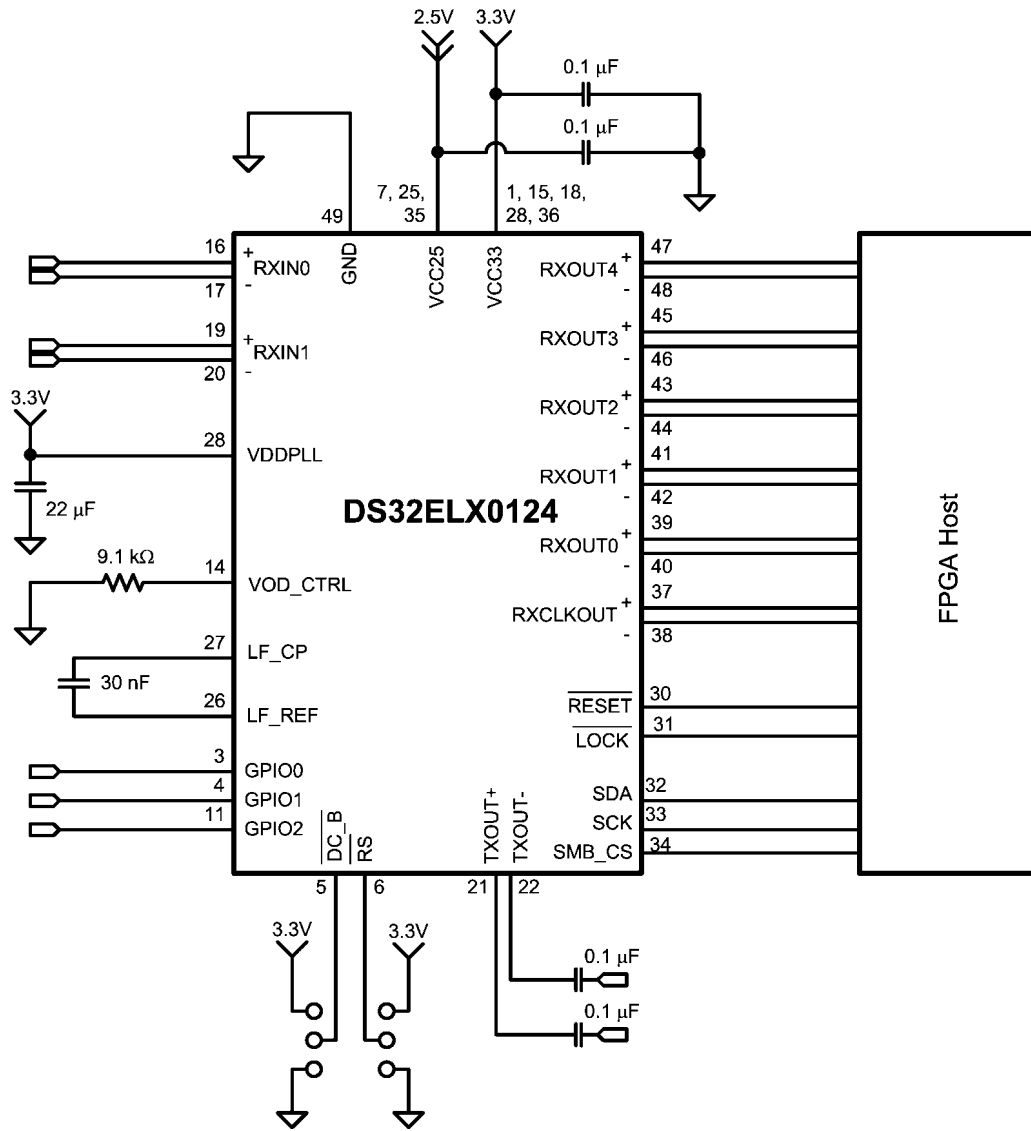 2.5V 3.3V
0.1 µF
0.1 µF
7, 25,
35
1, 15, 18,
28, 36
49
GND
VCC25
VCC33
16
+
RXIN0
17
-
19
+
RXIN1
20
-
3.3V
28
VDDPLL
22 µF
9.1 kΩ
14
VOD_CTRL
27
LF_CP
30 nF
26
LF_REF
3
GPIO0
4
GPIO1
11
GPIO2
DS32ELX0124
RXOUT4 +
47
-
48
RXOUT3 +
45
-
46
RXOUT2 +
43
-
44
RXOUT1 +
41
-
42
RXOUT0 +
39
-
40
RXCLKOUT +
37
-
38
RESET
30
LOCK
31
SDA
32
SCK
33
SMB_CS
34
FPGA Host
DC_B
RS
TXOUT+
TXOUT-
5
6
21
22
3.3V
3.3V
0.1 µF
0.1 µF